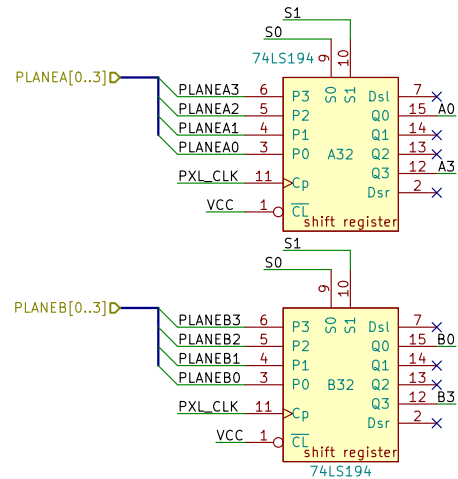 S1
S0
74LS194
9
10
PLANEA[0..3]
PLANEA3 6 P3 S0 S1 Dsl 7
PLANEA2 5 P2 Q0 15 A0
PLANEA1 4 P1 Q1 14
PLANEA0 3 P0 A32 Q2 13
Q3 12 A3
PXL_CLK 11 Cp
Dsr 2
VCC 1 CL
shift register
S1
S0
9
10
PLANEB[0..3]
PLANEB3 6 P3 S0 S1 Dsl 7
PLANEB2 5 P2 Q0 15 B0
PLANEB1 4 P1 Q1 14
PLANEB0 3 P0 B32 Q2 13
Q3 12 B3
PXL_CLK 11 Cp
Dsr 2
VCC 1 CL
shift register
74LS194